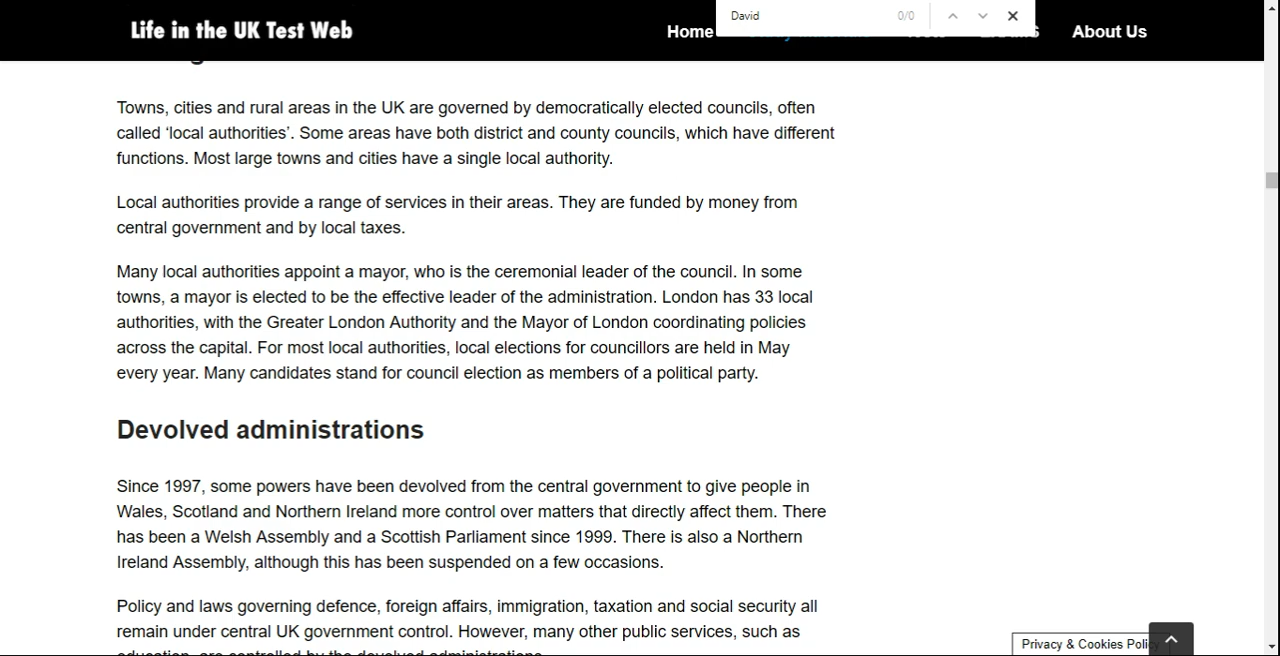 Life in the UK Test Web
David
0/0
Home
About Us
Towns, cities and rural areas in the UK are governed by democratically elected councils, often
called ‘local authorities’. Some areas have both district and county councils, which have different
functions. Most large towns and cities have a single local authority.
Local authorities provide a range of services in their areas. They are funded by money from
central government and by local taxes.
Many local authorities appoint a mayor, who is the ceremonial leader of the council. In some
towns, a mayor is elected to be the effective leader of the administration. London has 33 local
authorities, with the Greater London Authority and the Mayor of London coordinating policies
across the capital. For most local authorities, local elections for councillors are held in May
every year. Many candidates stand for council election as members of a political party.
Devolved administrations
Since 1997, some powers have been devolved from the central government to give people in
Wales, Scotland and Northern Ireland more control over matters that directly affect them. There
has been a Welsh Assembly and a Scottish Parliament since 1999. There is also a Northern
Ireland Assembly, although this has been suspended on a few occasions.
Policy and laws governing defence, foreign affairs, immigration, taxation and social security all
remain under central UK government control. However, many other public services, such as
education, are controlled by the devolved administrations.
Privacy & Cookies Policy